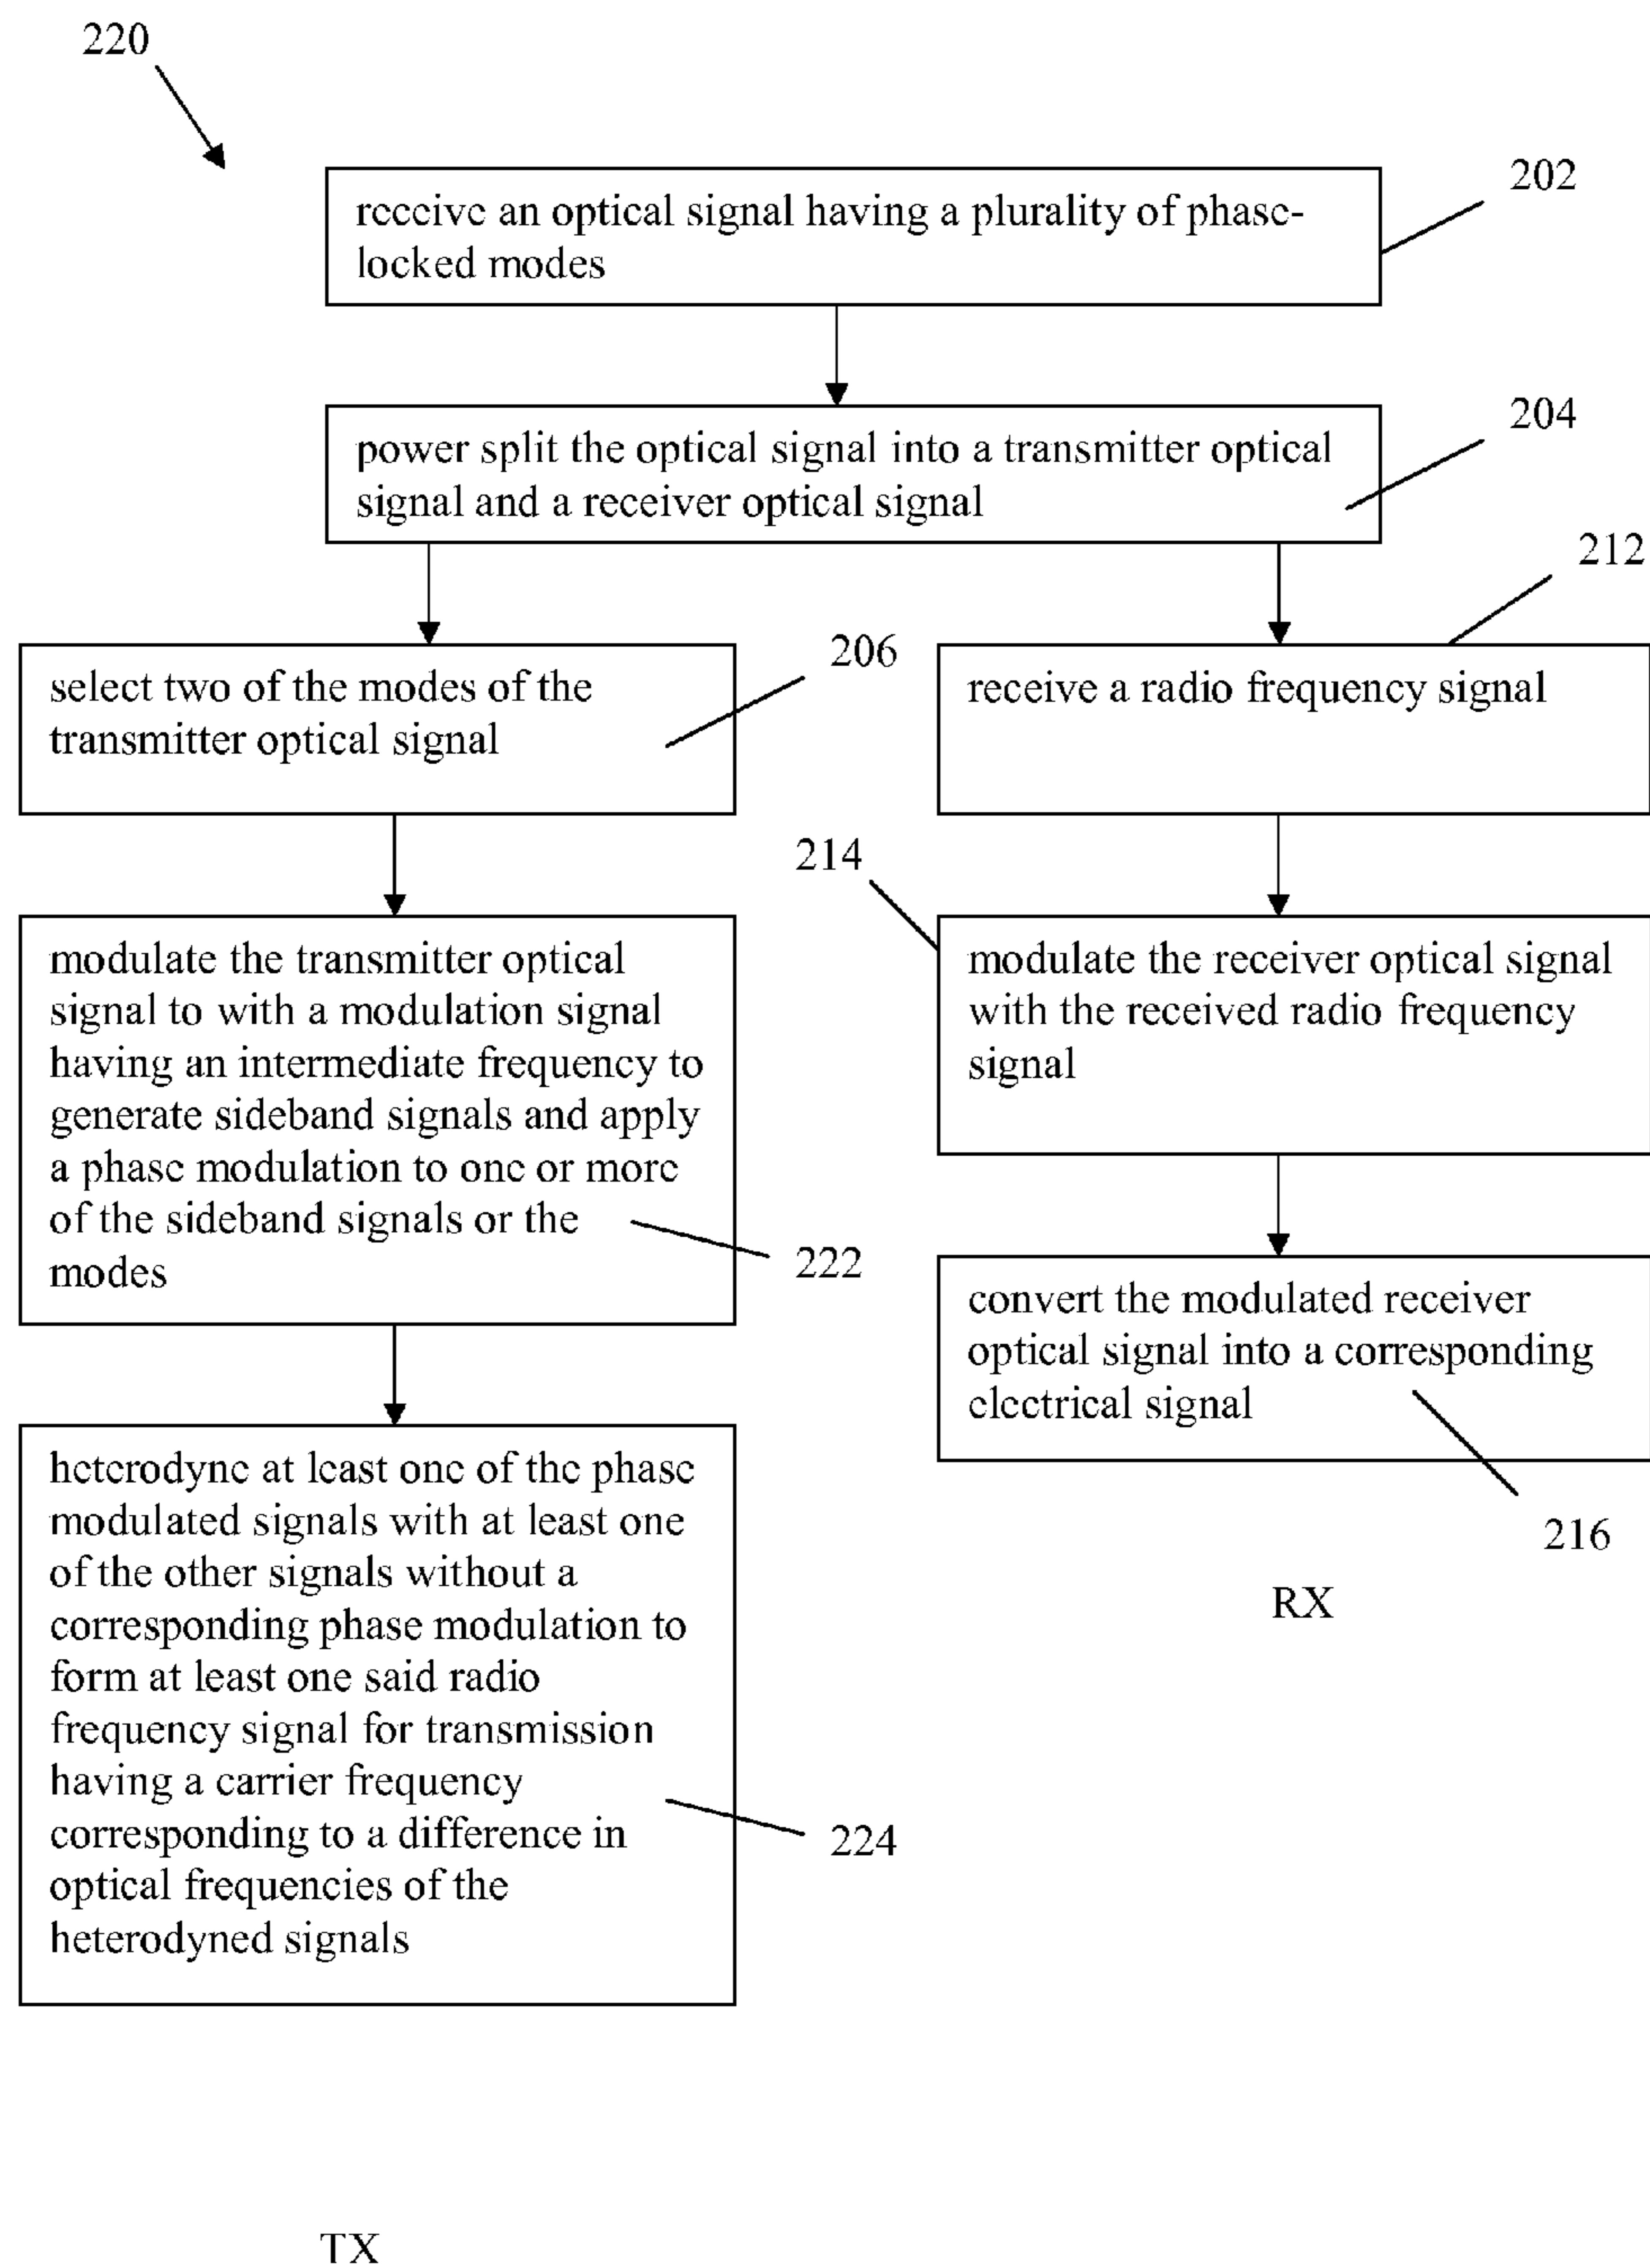 220
202
receive an optical signal having a plurality of phase-
locked modes
204
power split the optical signal into a transmitter optical
signal and a receiver optical signal
212
206
select two of the modes of the
transmitter optical signal
receive a radio frequency signal
214
modulate the transmitter optical
signal to with a modulation signal
having an intermediate frequency to
generate sideband signals and apply
a phase modulation to one or more
of the sideband signals or the
modes
222
modulate the receiver optical signal
with the received radio frequency
signal
convert the modulated receiver
optical signal into a corresponding
electrical signal
216
RX
heterodyne at least one of the phase
modulated signals with at least one
of the other signals without a
corresponding phase modulation to
form at least one said radio
frequency signal for transmission
having a carrier frequency
corresponding to a difference in
optical frequencies of the
heterodyned signals
224
TX